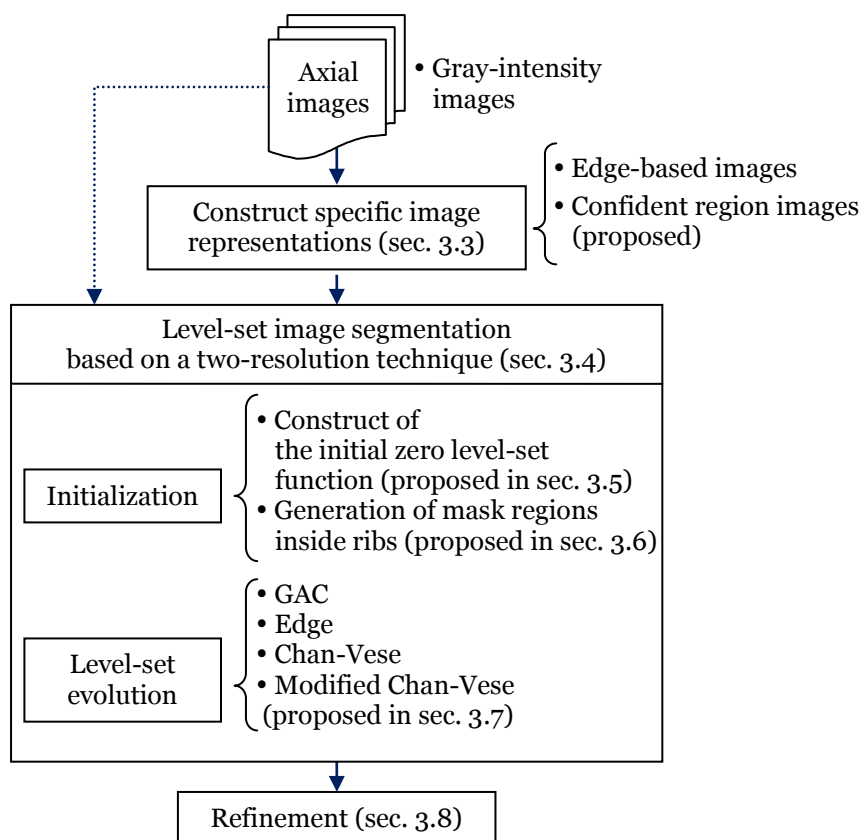 Axial
images
• Gray-intensity
images
Construct specific image
representations (sec. 3.3)
• Edge-based images
• Confident region images
(proposed)
Level-set image segmentation
based on a two-resolution technique (sec. 3.4)
Initialization
• Construct of
the initial zero level-set
function (proposed in sec. 3.5)
• Generation of mask regions
inside ribs (proposed in sec. 3.6)
Level-set
evolution
• GAC
• Edge
• Chan-Vese
• Modified Chan-Vese
(proposed in sec. 3.7)
Refinement (sec. 3.8)